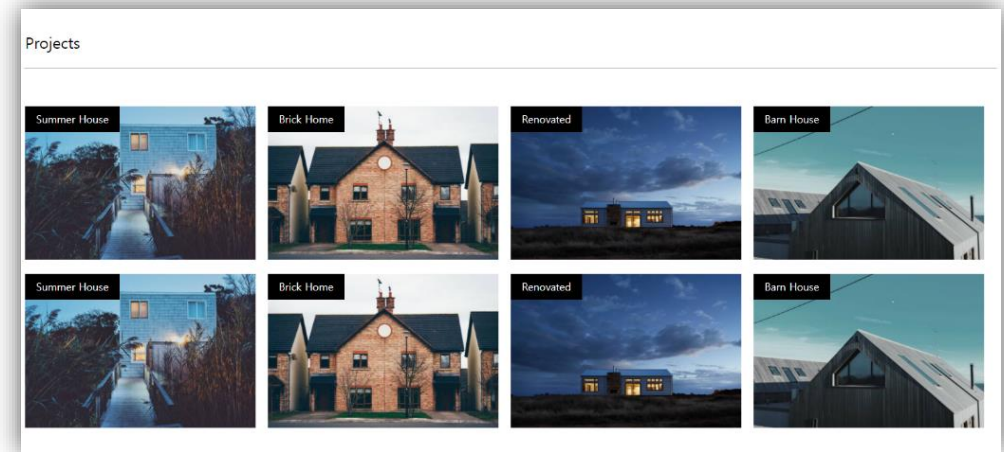 Projects
Summer House
Brick Home
Renovated
Barn House
Summer House
Brick Home
Renovated
Barn House